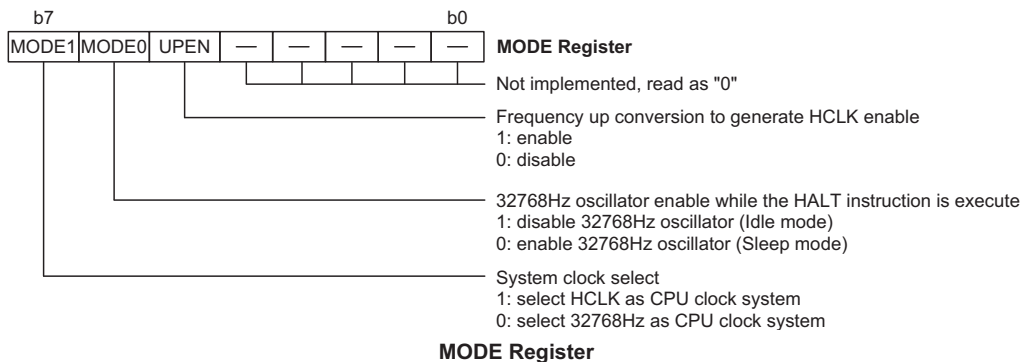 b7 b0
MODE1 MODE0 UPEN — — — — — MODE Register
Not implemented, read as "0"
Frequency up conversion to generate HCLK enable
1: enable
0: disable
32768Hz oscillator enable while the HALT instruction is execute
1: disable 32768Hz oscillator (Idle mode)
0: enable 32768Hz oscillator (Sleep mode)
System clock select
1: select HCLK as CPU clock system
0: select 32768Hz as CPU clock system
MODE Register